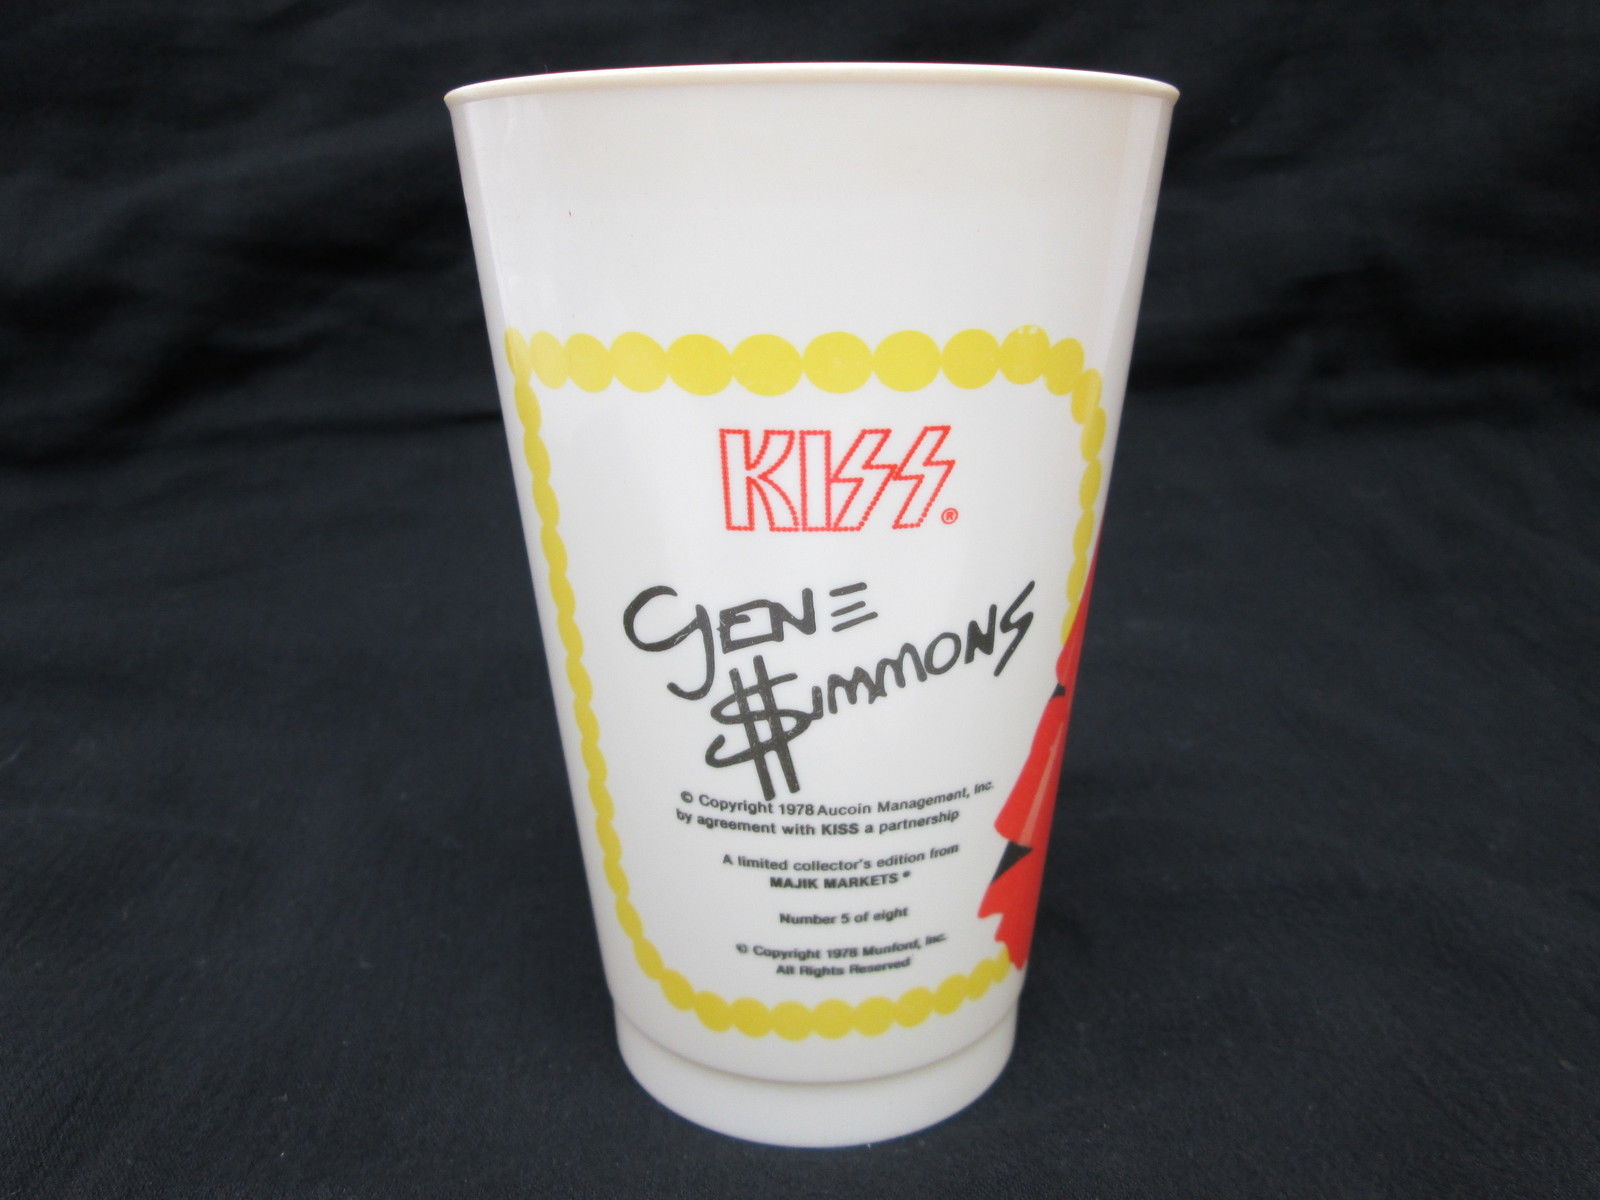 KISS®
GENE
$IMMONS
© Copyright 1978 Aucoin Management, Inc.
by agreement with KISS a partnership
A limited collector's edition from
MAJIK MARKETS®
Number 5 of eight
© Copyright 1978 Munford, Inc.
All Rights Reserved